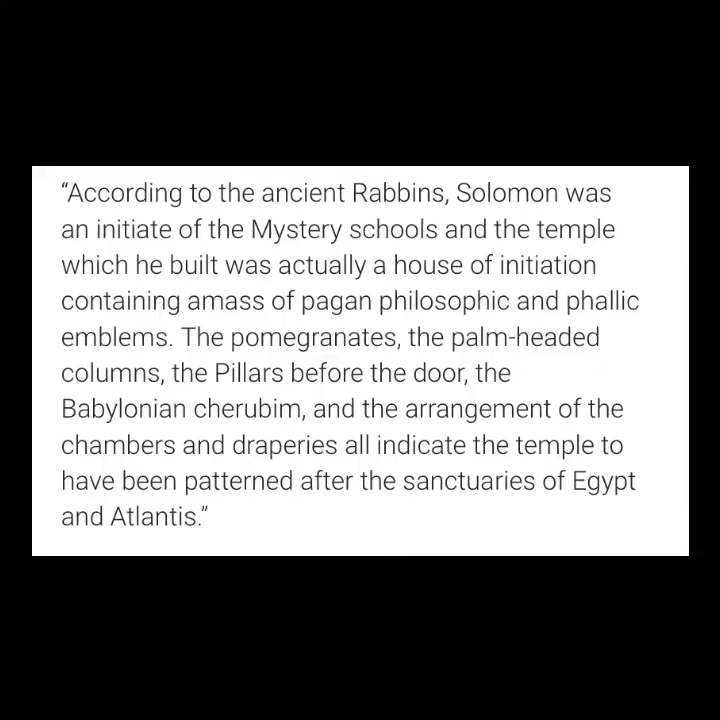 “According to the ancient Rabbins, Solomon was
an initiate of the Mystery schools and the temple
which he built was actually a house of initiation
containing amass of pagan philosophic and phallic
emblems. The pomegranates, the palm-headed
columns, the Pillars before the door, the
Babylonian cherubim, and the arrangement of the
chambers and draperies all indicate the temple to
have been patterned after the sanctuaries of Egypt
and Atlantis.”